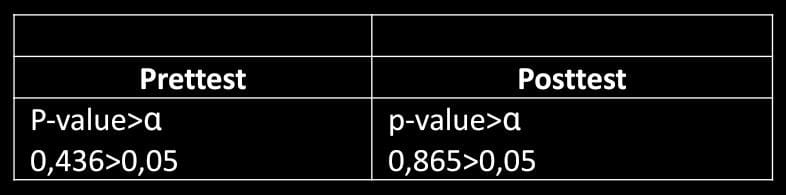 Prettest Posttest
P-value>α p-value>α
0,436>0,05 0,865>0,05